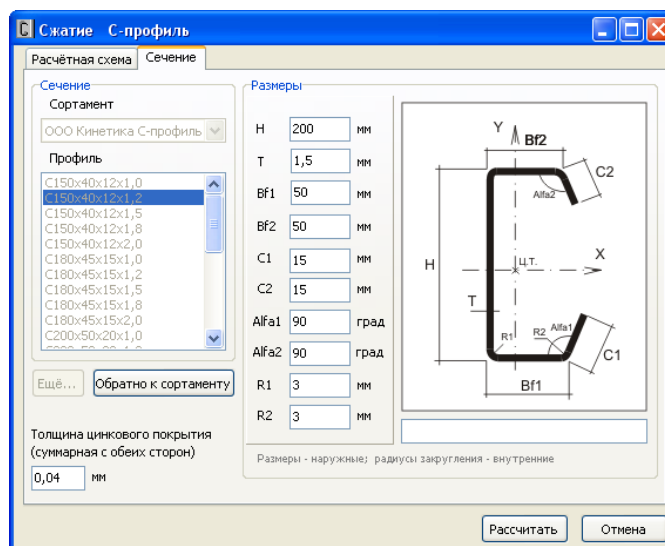 Сжатие С-профиль
Расчётная схема
Сечение
Сечение
Сортамент
ООО Кинетика С-профиль
Профиль
С150х40х12х1,0
С150х40х12х1,2
С150х40х12х1,5
С150х40х12х1,8
С150х40х12х2,0
С180х45х15х1,0
С180х45х15х1,2
С180х45х15х1,5
С180х45х15х1,8
С180х45х15х2,0
С200х50х20х1,0
Ещё...
Обратно к сортаменту
Толщина цинкового покрытия
(суммарная с обеих сторон)
0,04 мм
Размеры
H 200 мм
T 1,5 мм
Bf1 50 мм
Bf2 50 мм
C1 15 мм
C2 15 мм
Alfa1 90 град
Alfa2 90 град
R1 3 мм
R2 3 мм
Y
Bf2
C2
Alfa2
H
X
Ц.Т.
T
R1
R2
Alfa1
C1
Bf1
Размеры - наружные; радиусы закругления - внутренние
Рассчитать
Отмена